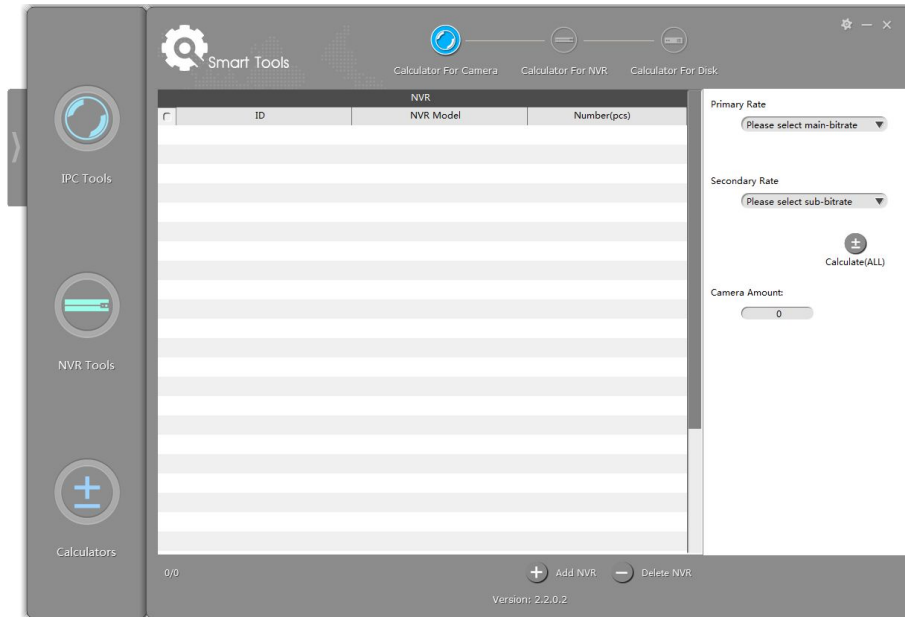 Smart Tools
Calculator For Camera Calculator For NVR Calculator For Disk
IPC Tools
NVR Tools
Calculators
NVR
ID NVR Model Number(pcs)
Primary Rate
Please select main-bitrate
Secondary Rate
Please select sub-bitrate
Calculate(ALL)
Camera Amount:
0
0/0
Add NVR Delete NVR
Version: 2.2.0.2